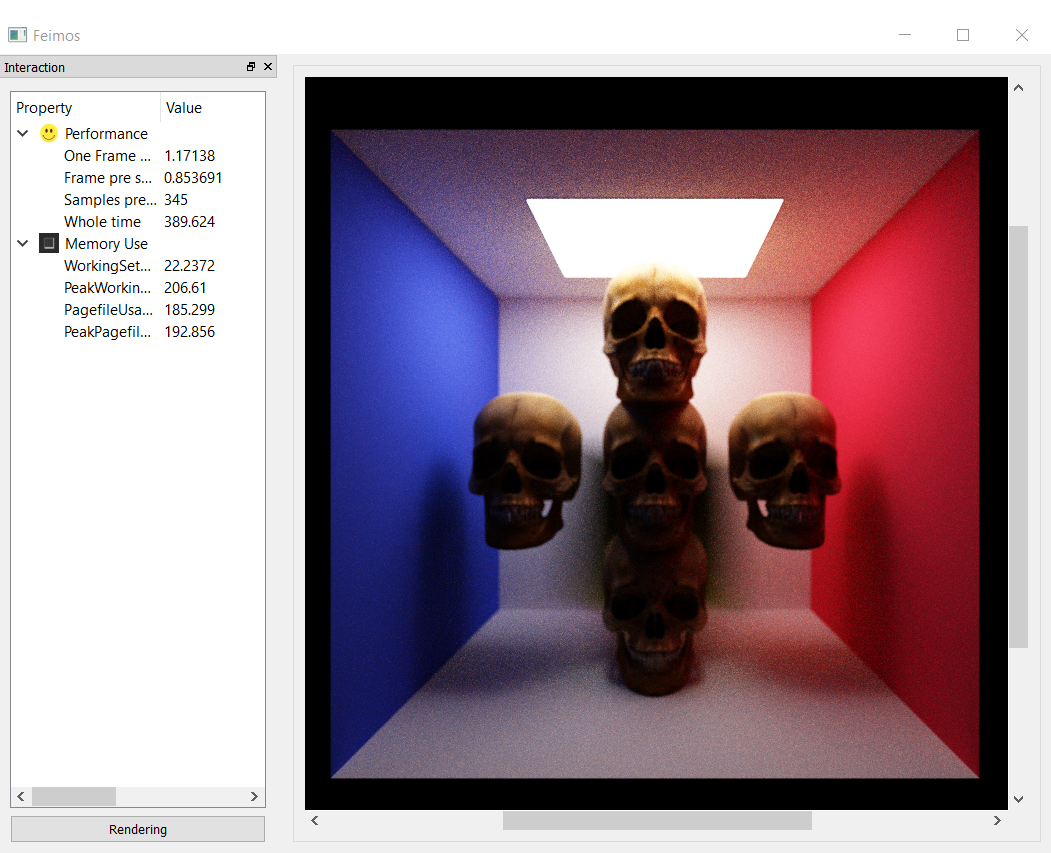 Feimos
Interaction
Property Value
Performance
One Frame ... 1.17138
Frame pre s... 0.853691
Samples pre... 345
Whole time 389.624
Memory Use
WorkingSet... 22.2372
PeakWorkin... 206.61
PagefileUsa... 185.299
PeakPagefil... 192.856
Rendering